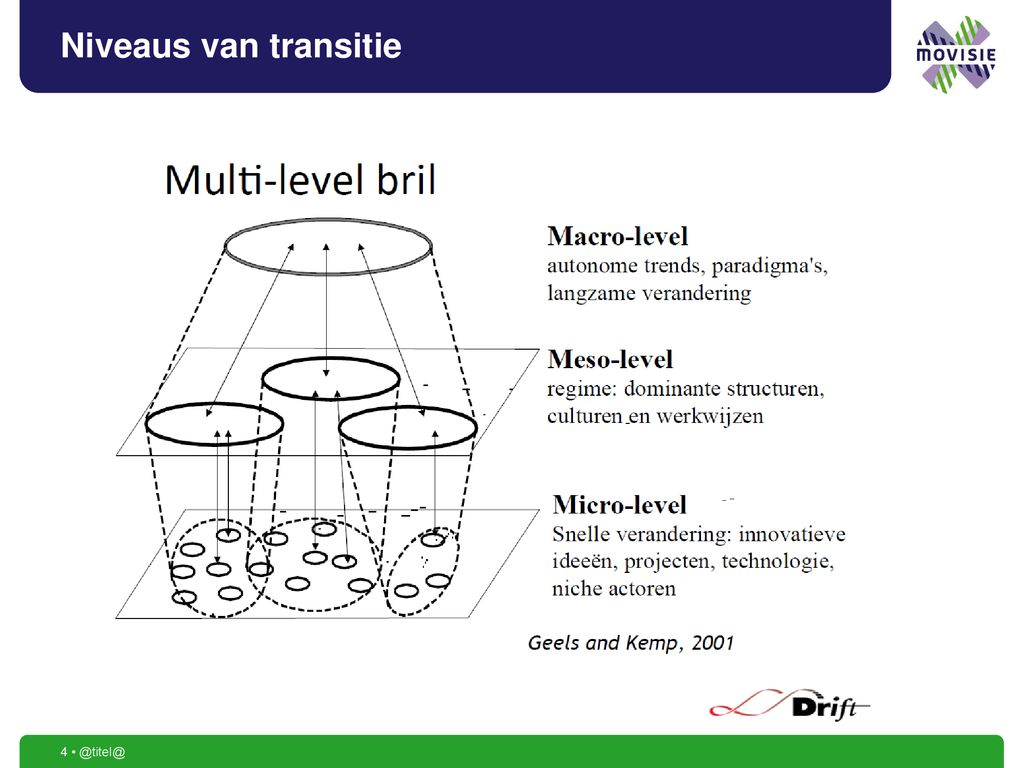 Niveaus van transitie
MOVISIE
Multi-level bril
Macro-level
autonome trends, paradigma's,
langzame verandering
Meso-level
regime: dominante structuren,
culturen en werkwijzen
Micro-level
Snelle verandering: innovatieve
ideeën, projecten, technologie,
niche actoren
Geels and Kemp, 2001
Drift
4 • @titel@